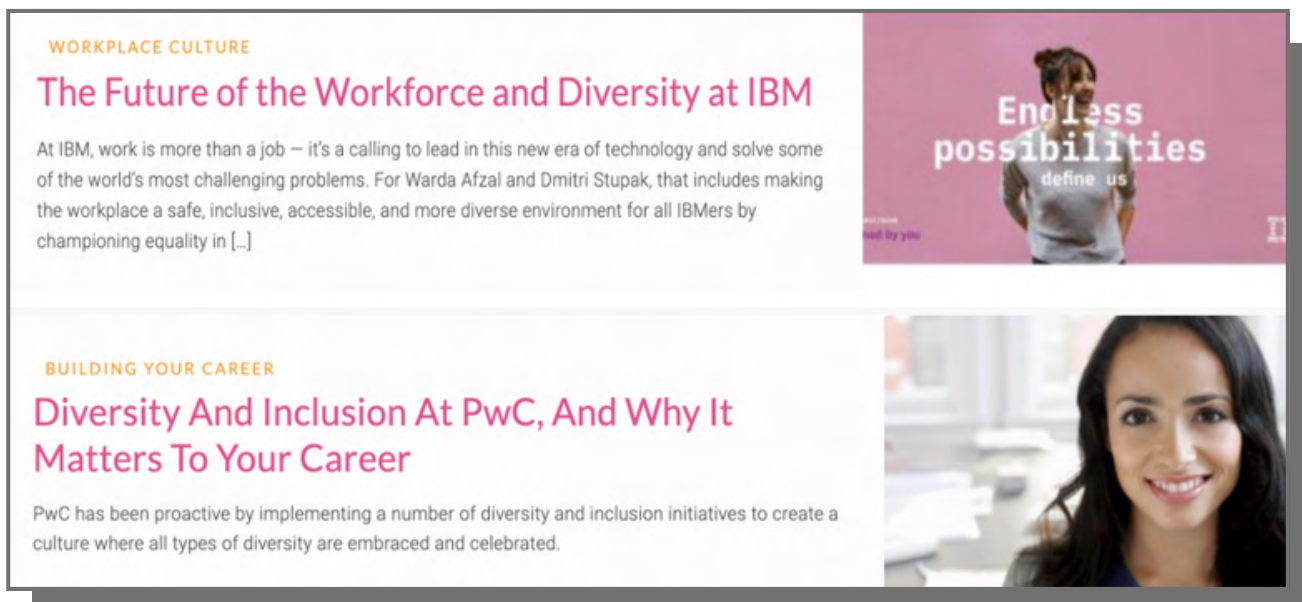 WORKPLACE CULTURE
The Future of the Workforce and Diversity at IBM
At IBM, work is more than a job – it's a calling to lead in this new era of technology and solve some
of the world's most challenging problems. For Warda Afzal and Dmitri Stupak, that includes making
the workplace a safe, inclusive, accessible, and more diverse environment for all IBMers by
championing equality in [...]
Endless
possibilities
define us
by you
BUILDING YOUR CAREER
Diversity And Inclusion At PwC, And Why It
Matters To Your Career
PwC has been proactive by implementing a number of diversity and inclusion initiatives to create a
culture where all types of diversity are embraced and celebrated.